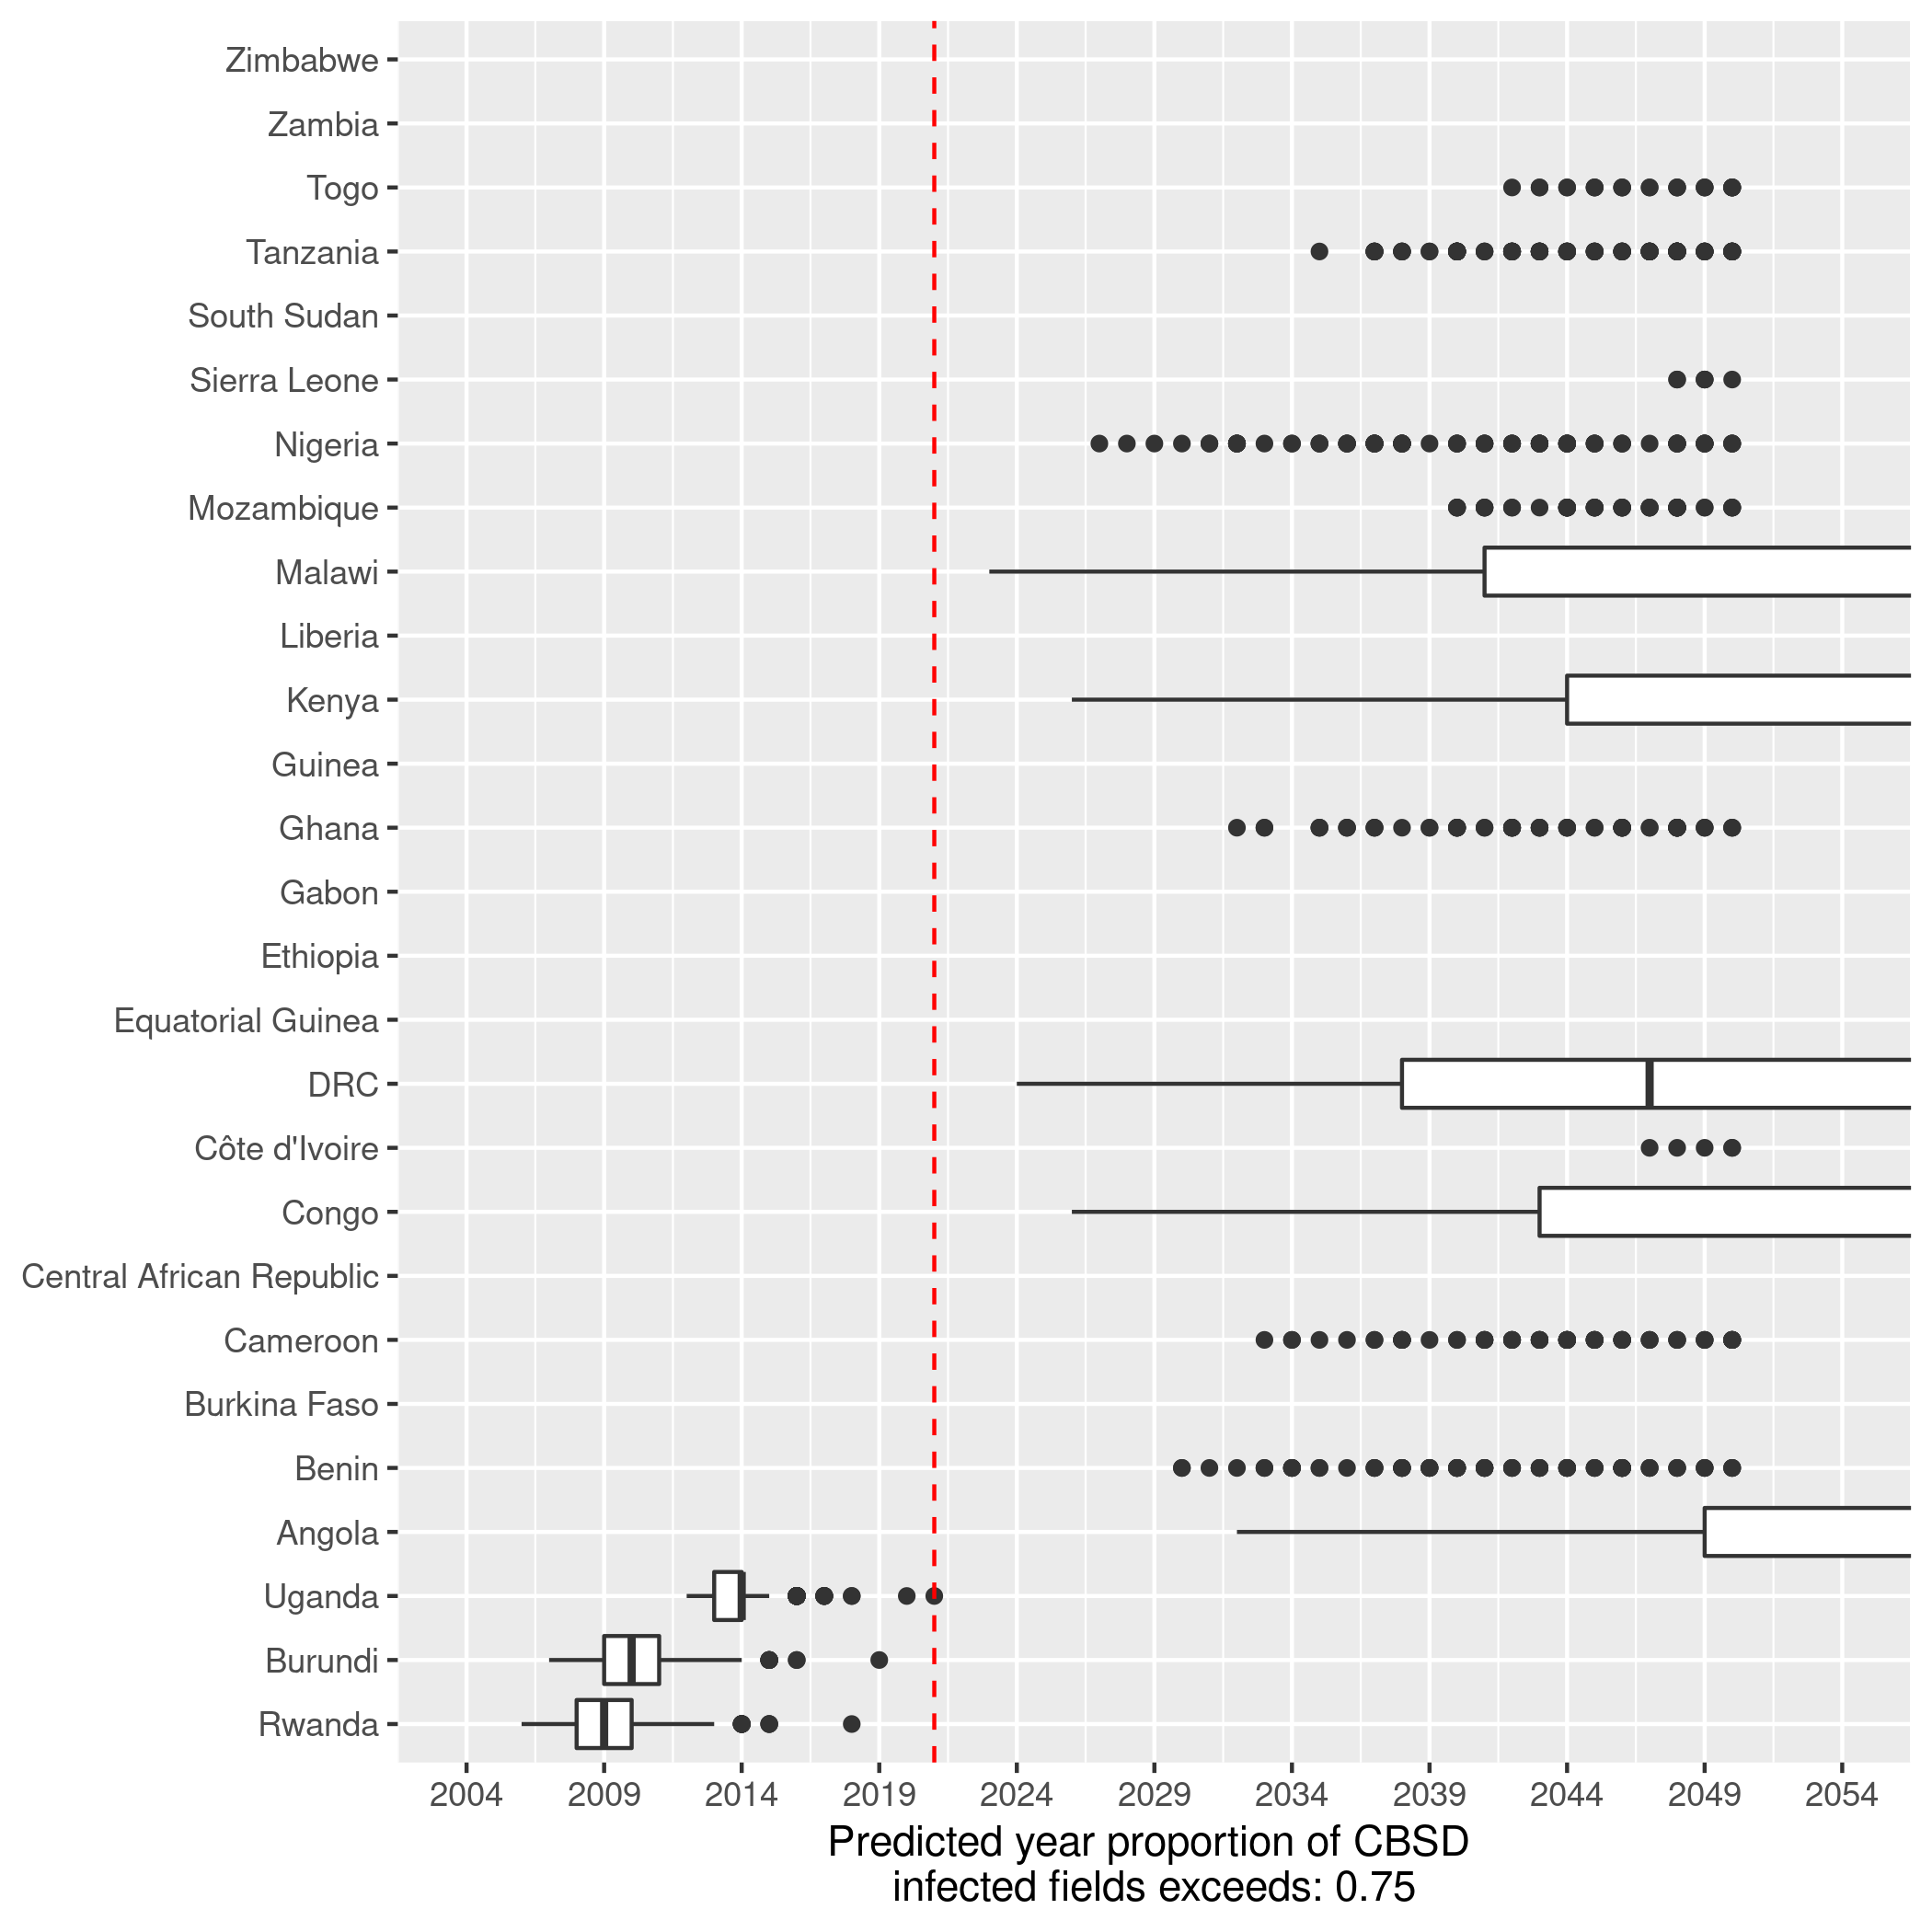 Zimbabwe
Zambia
Togo
Tanzania
South Sudan
Sierra Leone
Nigeria
Mozambique
Malawi
Liberia
Kenya
Guinea
Ghana
Gabon
Ethiopia
Equatorial Guinea
DRC
Côte d'Ivoire
Congo
Central African Republic
Cameroon
Burkina Faso
Benin
Angola
Uganda
Burundi
Rwanda
2004 2009 2014 2019 2024 2029 2034 2039 2044 2049 2054
Predicted year proportion of CBSD
infected fields exceeds: 0.75